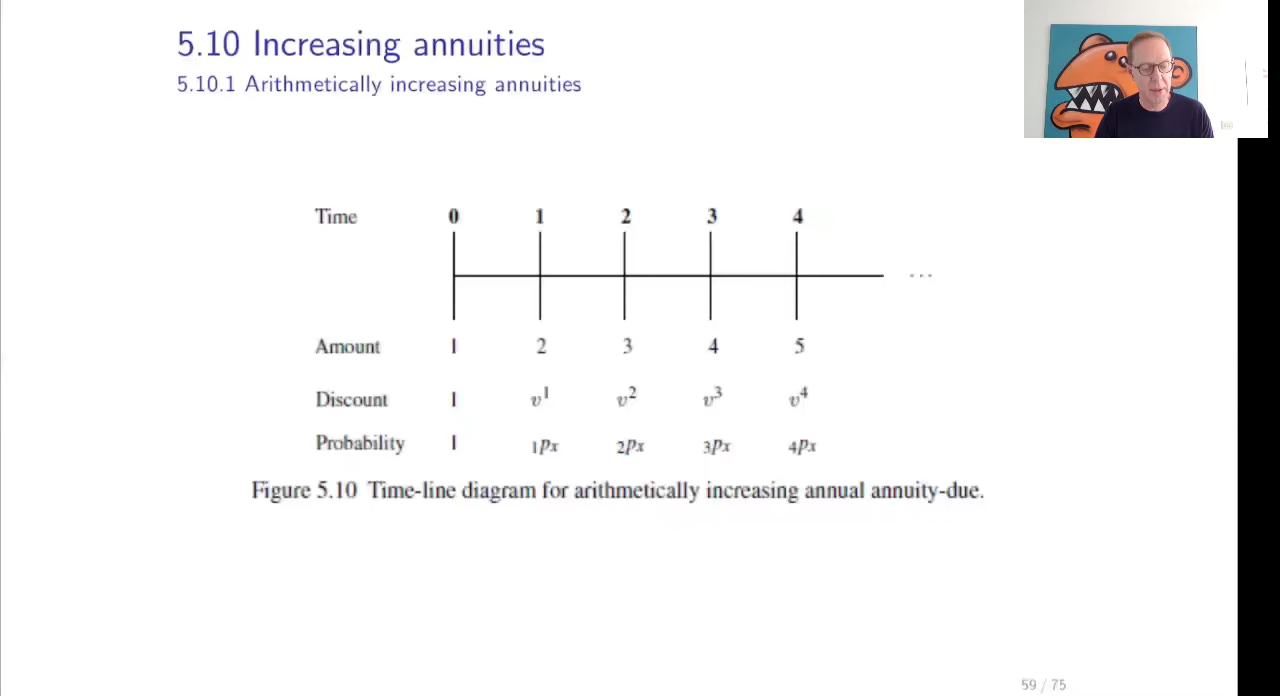 5.10 Increasing annuities
5.10.1 Arithmetically increasing annuities
Time 0 1 2 3 4
...
Amount 1 2 3 4 5
Discount 1 v¹ v² v³ v⁴
Probability 1 ₁pₓ ₂pₓ ₃pₓ ₄pₓ
Figure 5.10 Time-line diagram for arithmetically increasing annual annuity-due.
59 / 75